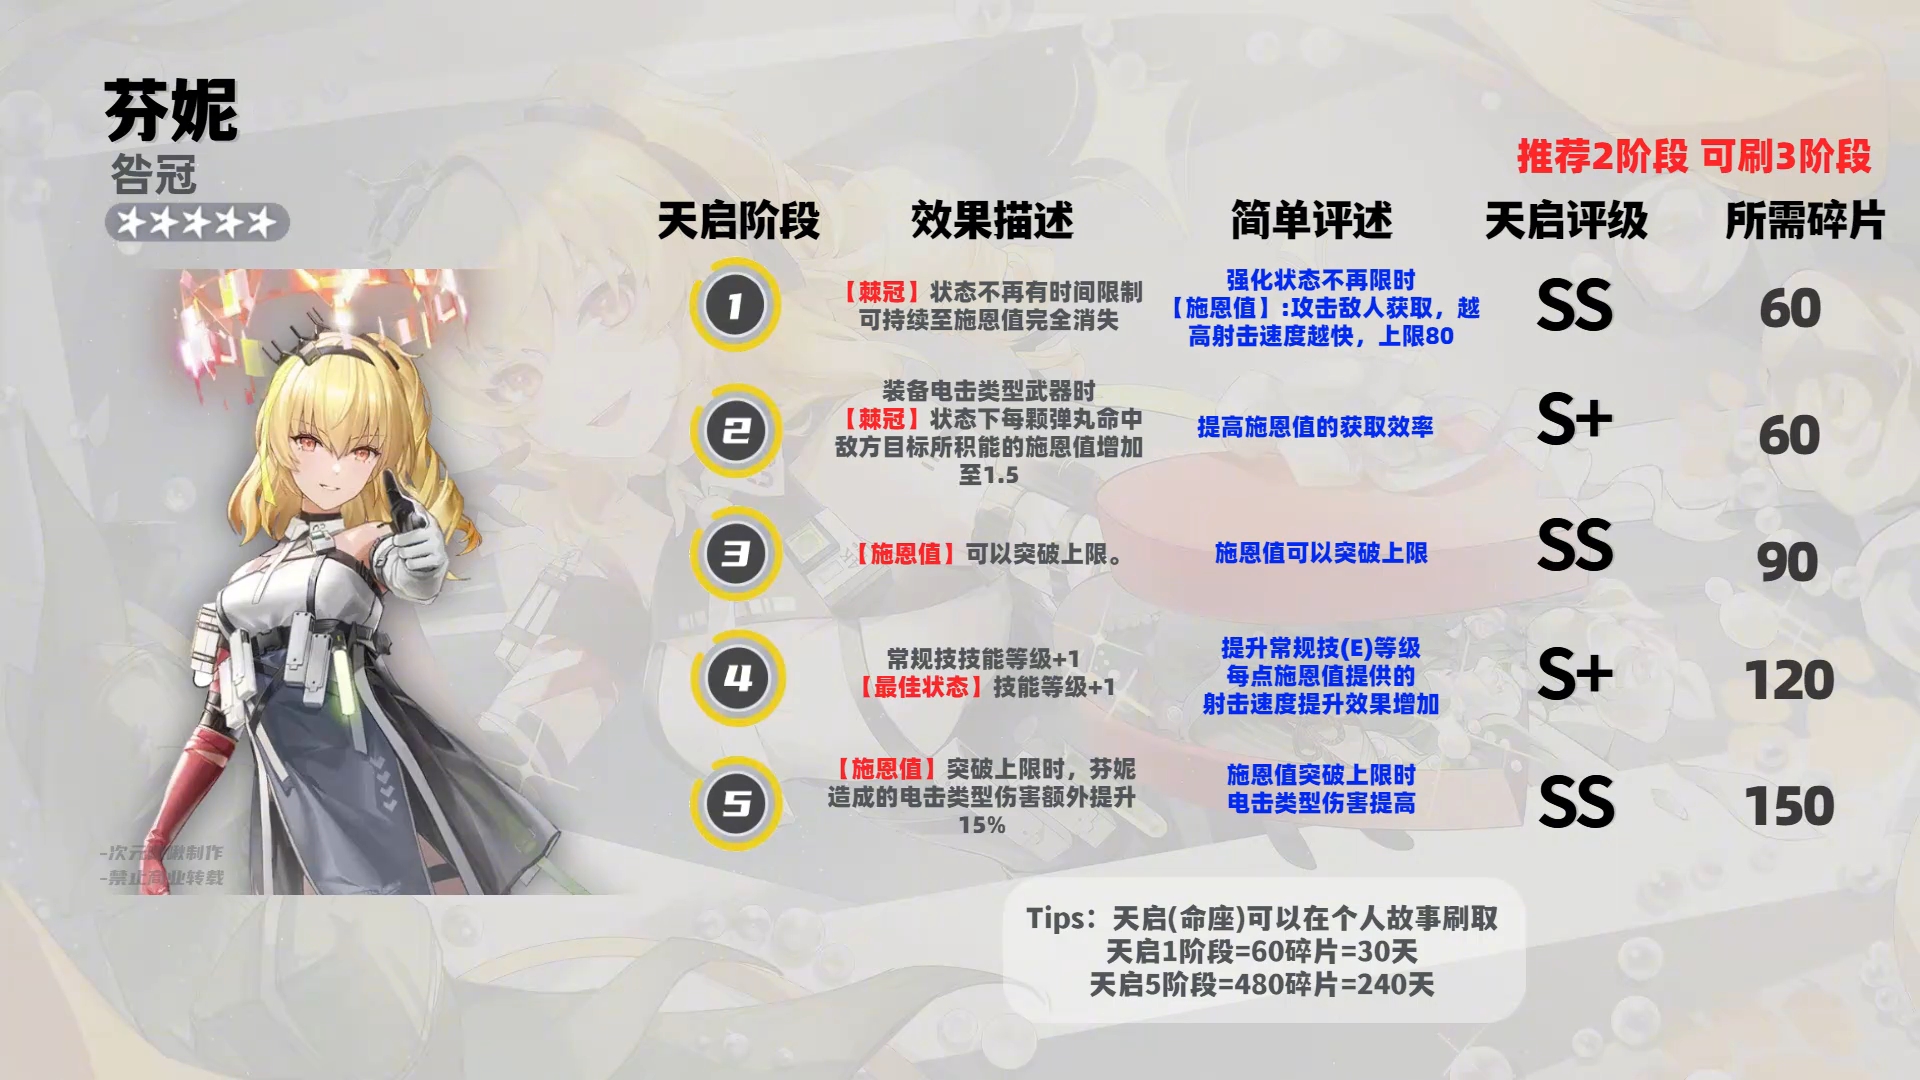 芬妮
咎冠
推荐2阶段 可刷3阶段
天启阶段 效果描述 简单评述 天启评级 所需碎片
1
【棘冠】状态不再有时间限制
可持续至施恩值完全消失
强化状态不再限时
【施恩值】:攻击敌人获取，越
高射击速度越快，上限80
SS
60
2
装备电击类型武器时
【棘冠】状态下每颗弹丸命中
敌方目标所积能的施恩值增加
至1.5
提高施恩值的获取效率
S+
60
3
【施恩值】可以突破上限。
施恩值可以突破上限
SS
90
4
常规技技能等级+1
【最佳状态】技能等级+1
提升常规技(E)等级
每点施恩值提供的
射击速度提升效果增加
S+
120
5
【施恩值】突破上限时，芬妮
造成的电击类型伤害额外提升
15%
施恩值突破上限时
电击类型伤害提高
SS
150
-次元 制作
-禁止商业转载
Tips：天启(命座)可以在个人故事刷取
天启1阶段=60碎片=30天
天启5阶段=480碎片=240天